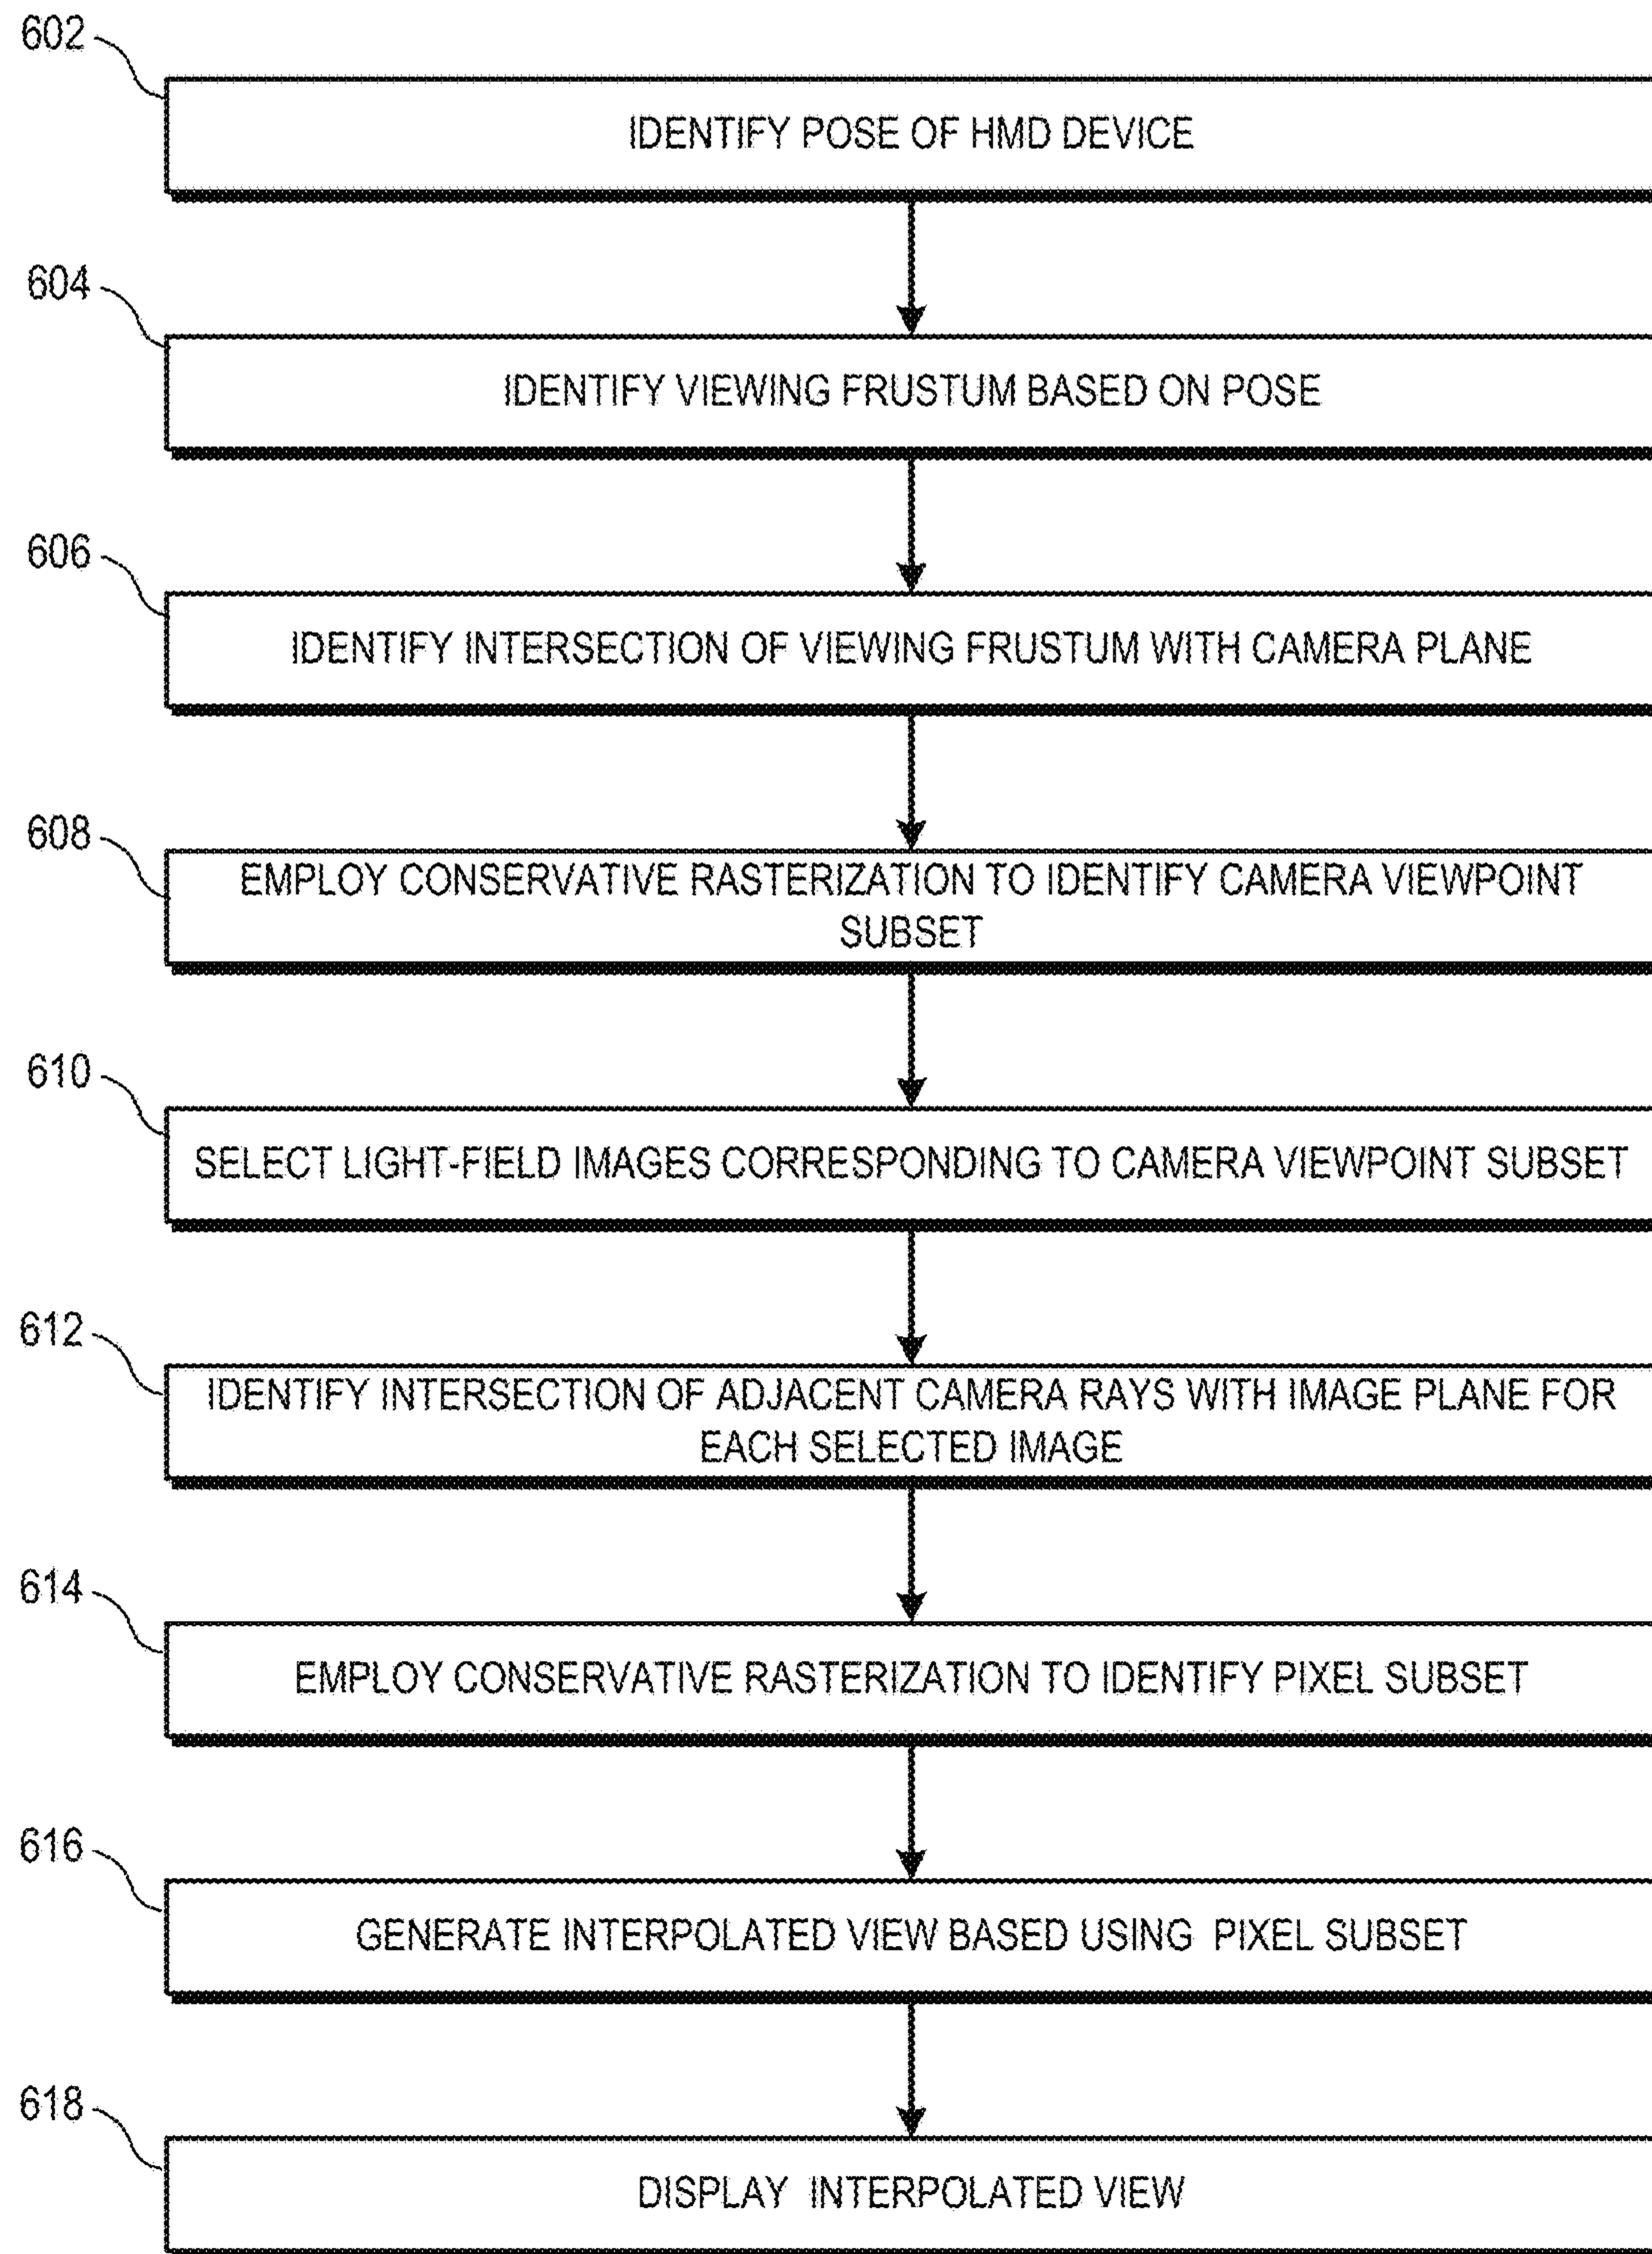 602
IDENTIFY POSE OF HMD DEVICE
604
IDENTIFY VIEWING FRUSTUM BASED ON POSE
606
IDENTIFY INTERSECTION OF VIEWING FRUSTUM WITH CAMERA PLANE
608
EMPLOY CONSERVATIVE RASTERIZATION TO IDENTIFY CAMERA VIEWPOINT
SUBSET
610
SELECT LIGHT-FIELD IMAGES CORRESPONDING TO CAMERA VIEWPOINT SUBSET
612
IDENTIFY INTERSECTION OF ADJACENT CAMERA RAYS WITH IMAGE PLANE FOR
EACH SELECTED IMAGE
614
EMPLOY CONSERVATIVE RASTERIZATION TO IDENTIFY PIXEL SUBSET
616
GENERATE INTERPOLATED VIEW BASED USING PIXEL SUBSET
618
DISPLAY INTERPOLATED VIEW